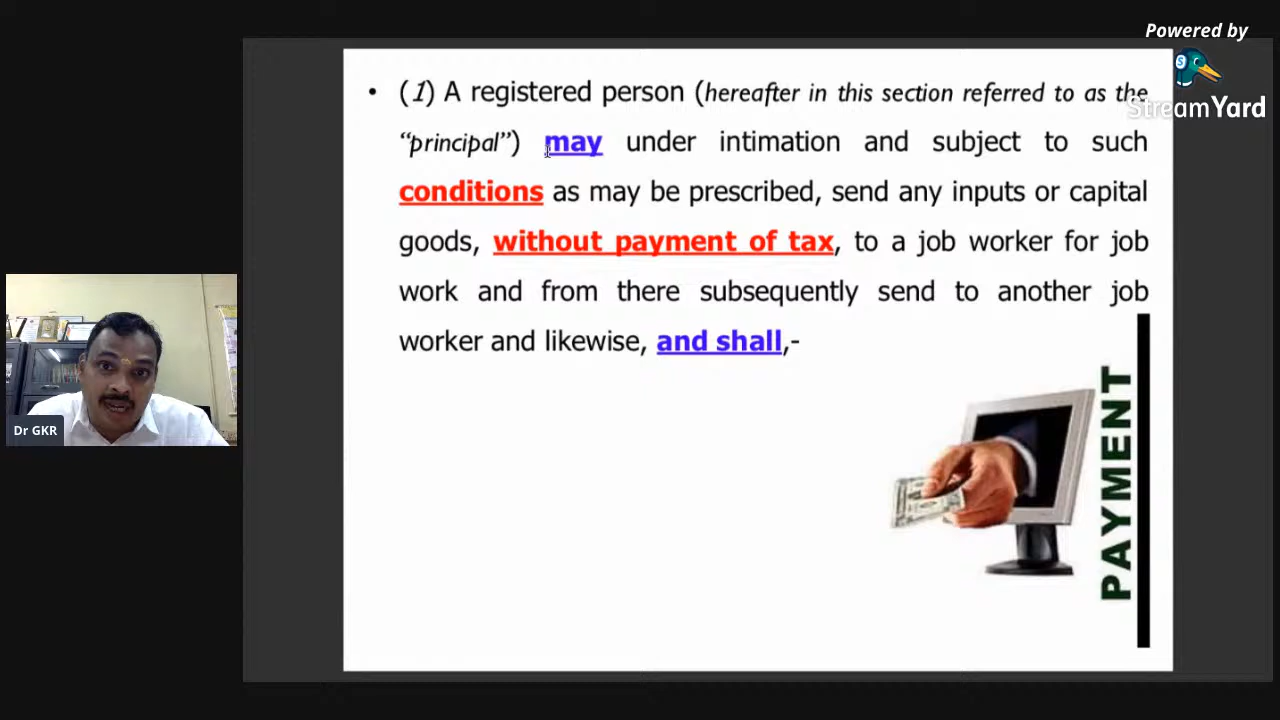 Powered by
StreamYard
• (1) A registered person (hereafter in this section referred to as the
“principal”) may under intimation and subject to such
conditions as may be prescribed, send any inputs or capital
goods, without payment of tax, to a job worker for job
work and from there subsequently send to another job
worker and likewise, and shall,-
PAYMENT
Dr GKR